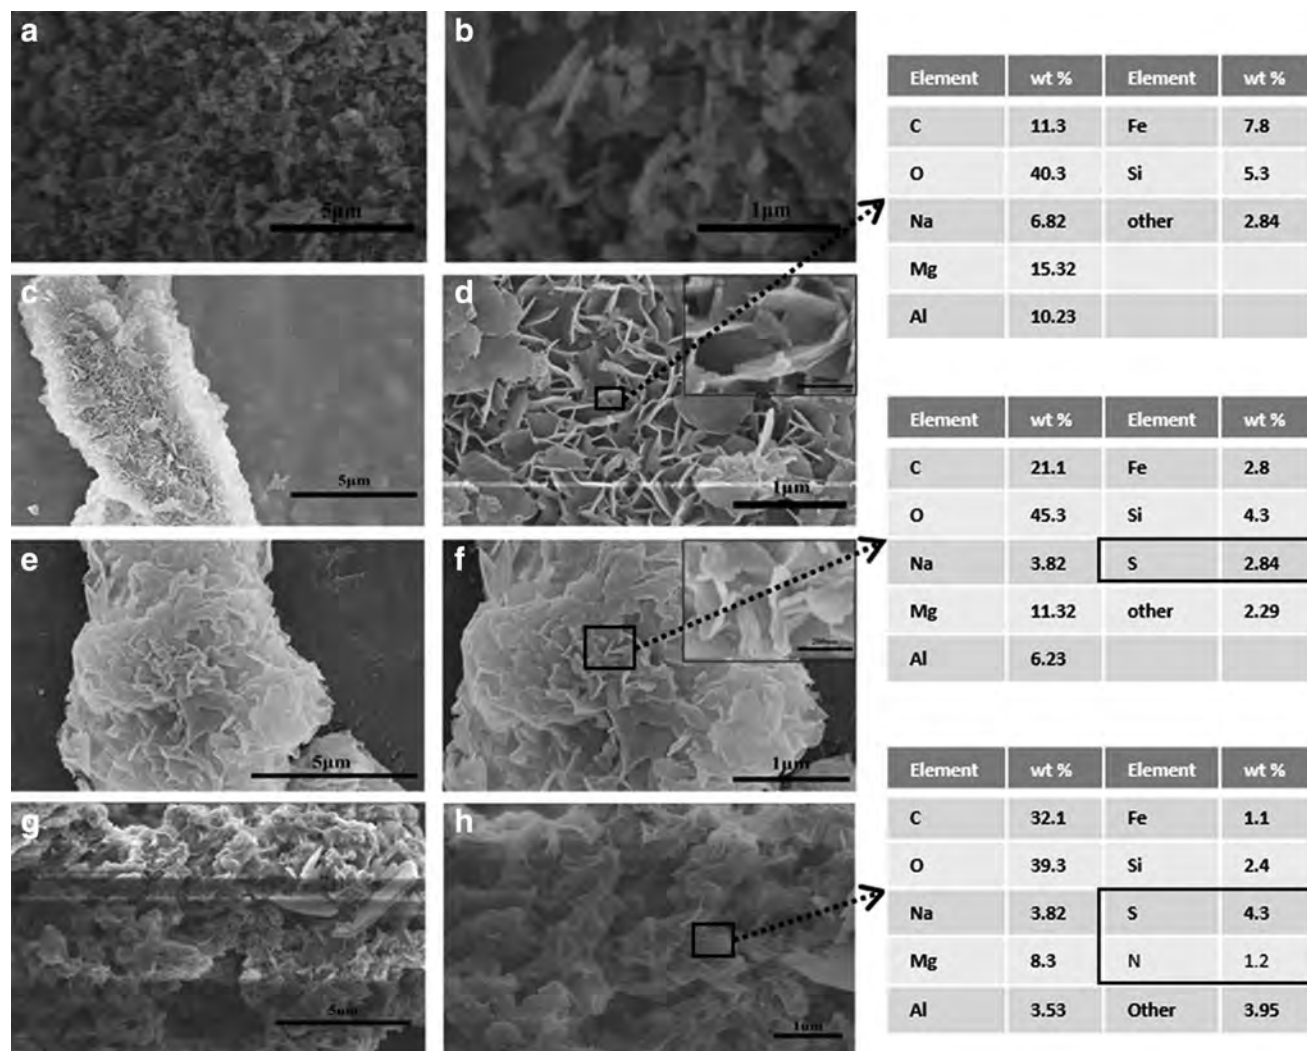 a
5μm
b
1μm
c
5μm
d
1μm
e
5μm
f
1μm
g
5μm
h
1μm
Element wt % Element wt %
C 11.3 Fe 7.8
O 40.3 Si 5.3
Na 6.82 other 2.84
Mg 15.32
Al 10.23
Element wt % Element wt %
C 21.1 Fe 2.8
O 45.3 Si 4.3
Na 3.82 S 2.84
Mg 11.32 other 2.29
Al 6.23
Element wt % Element wt %
C 32.1 Fe 1.1
O 39.3 Si 2.4
Na 3.82 S 4.3
Mg 8.3 N 1.2
Al 3.53 Other 3.95